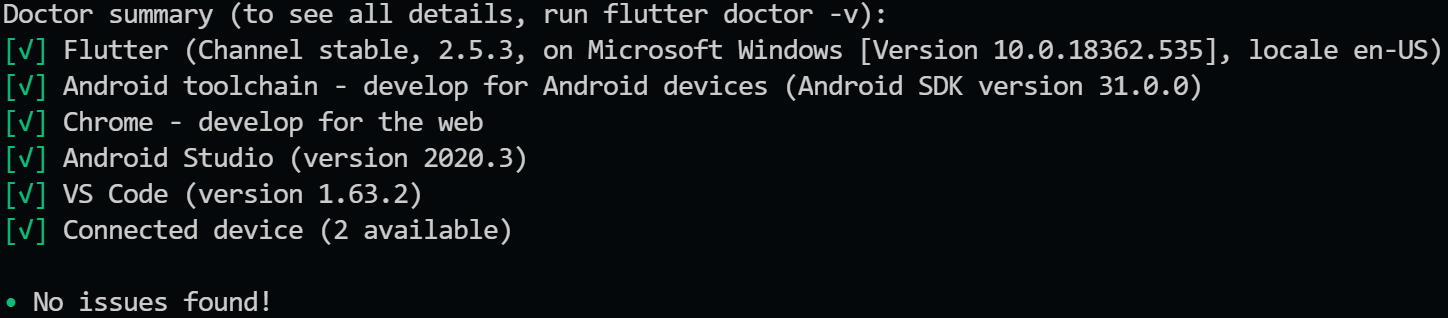 Doctor summary (to see all details, run flutter doctor -v):
[√] Flutter (Channel stable, 2.5.3, on Microsoft Windows [Version 10.0.18362.535], locale en-US)
[√] Android toolchain - develop for Android devices (Android SDK version 31.0.0)
[√] Chrome - develop for the web
[√] Android Studio (version 2020.3)
[√] VS Code (version 1.63.2)
[√] Connected device (2 available)
• No issues found!